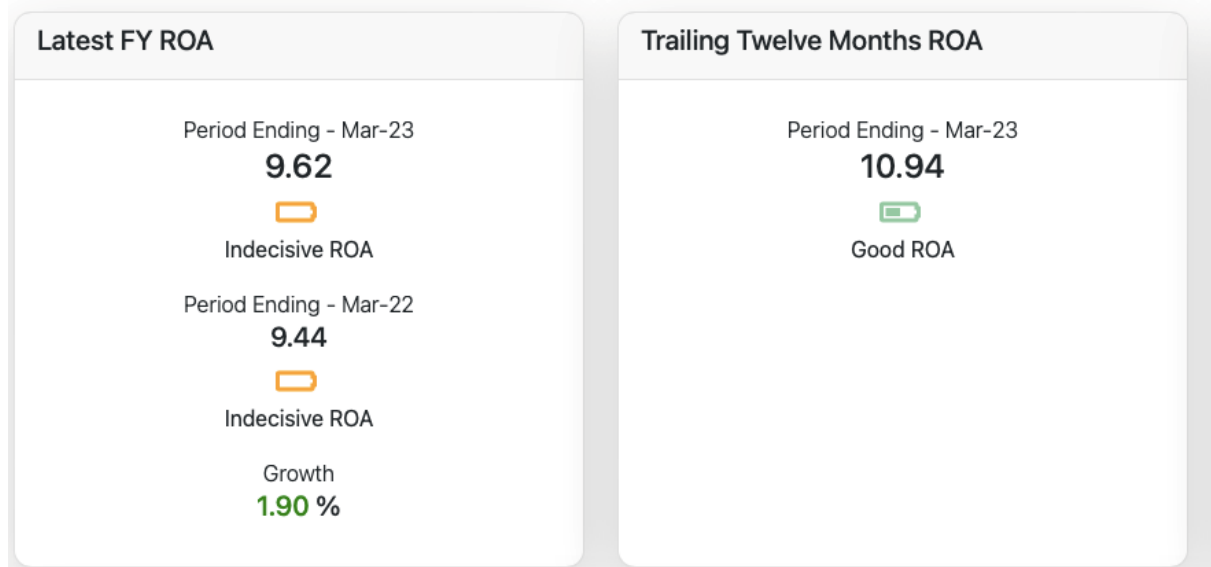 Latest FY ROA
Period Ending - Mar-23
9.62
Indecisive ROA
Period Ending - Mar-22
9.44
Indecisive ROA
Growth
1.90 %
Trailing Twelve Months ROA
Period Ending - Mar-23
10.94
Good ROA